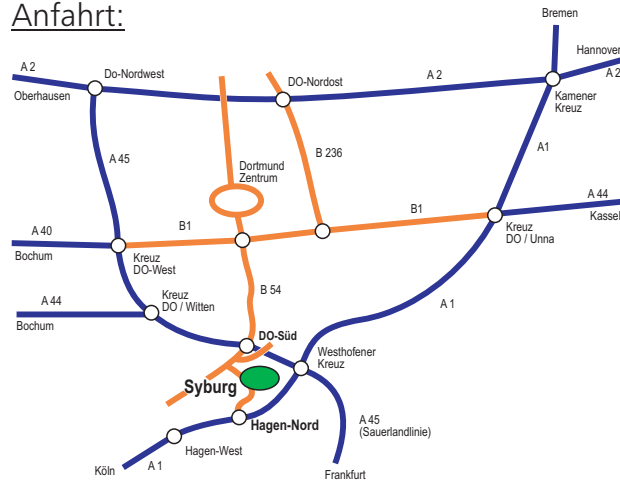 Anfahrt:
Bremen
Hannover
A 2
A 2
Do-Nordwest
DO-Nordost
A 2
Oberhausen
Kamener
Kreuz
A 45
B 236
A1
Dortmund
Zentrum
A 44
Kassel
B1
B1
A 40
Bochum
Kreuz
DO-West
Kreuz
DO / Unna
B 54
A 44
Bochum
Kreuz
DO / Witten
A 1
DO-Süd
Westhofener
Kreuz
Syburg
Hagen-Nord
A 45
(Sauerlandlinie)
Hagen-West
Köln
A 1
Frankfurt